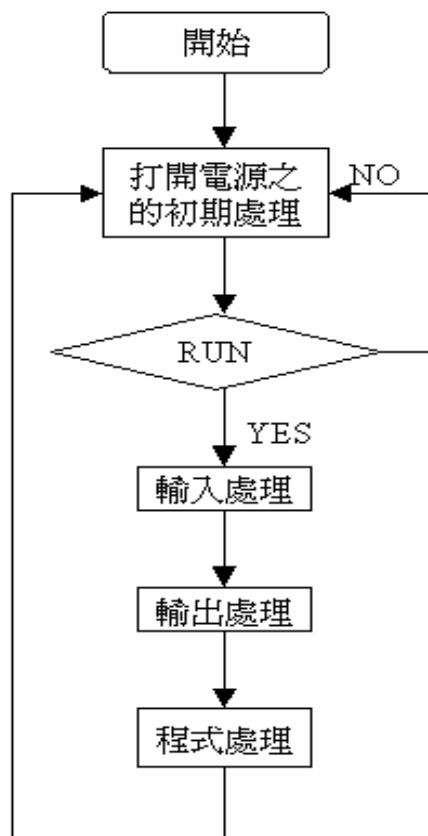 開始
打開電源之
的初期處理
NO
RUN
YES
輸入處理
輸出處理
程式處理